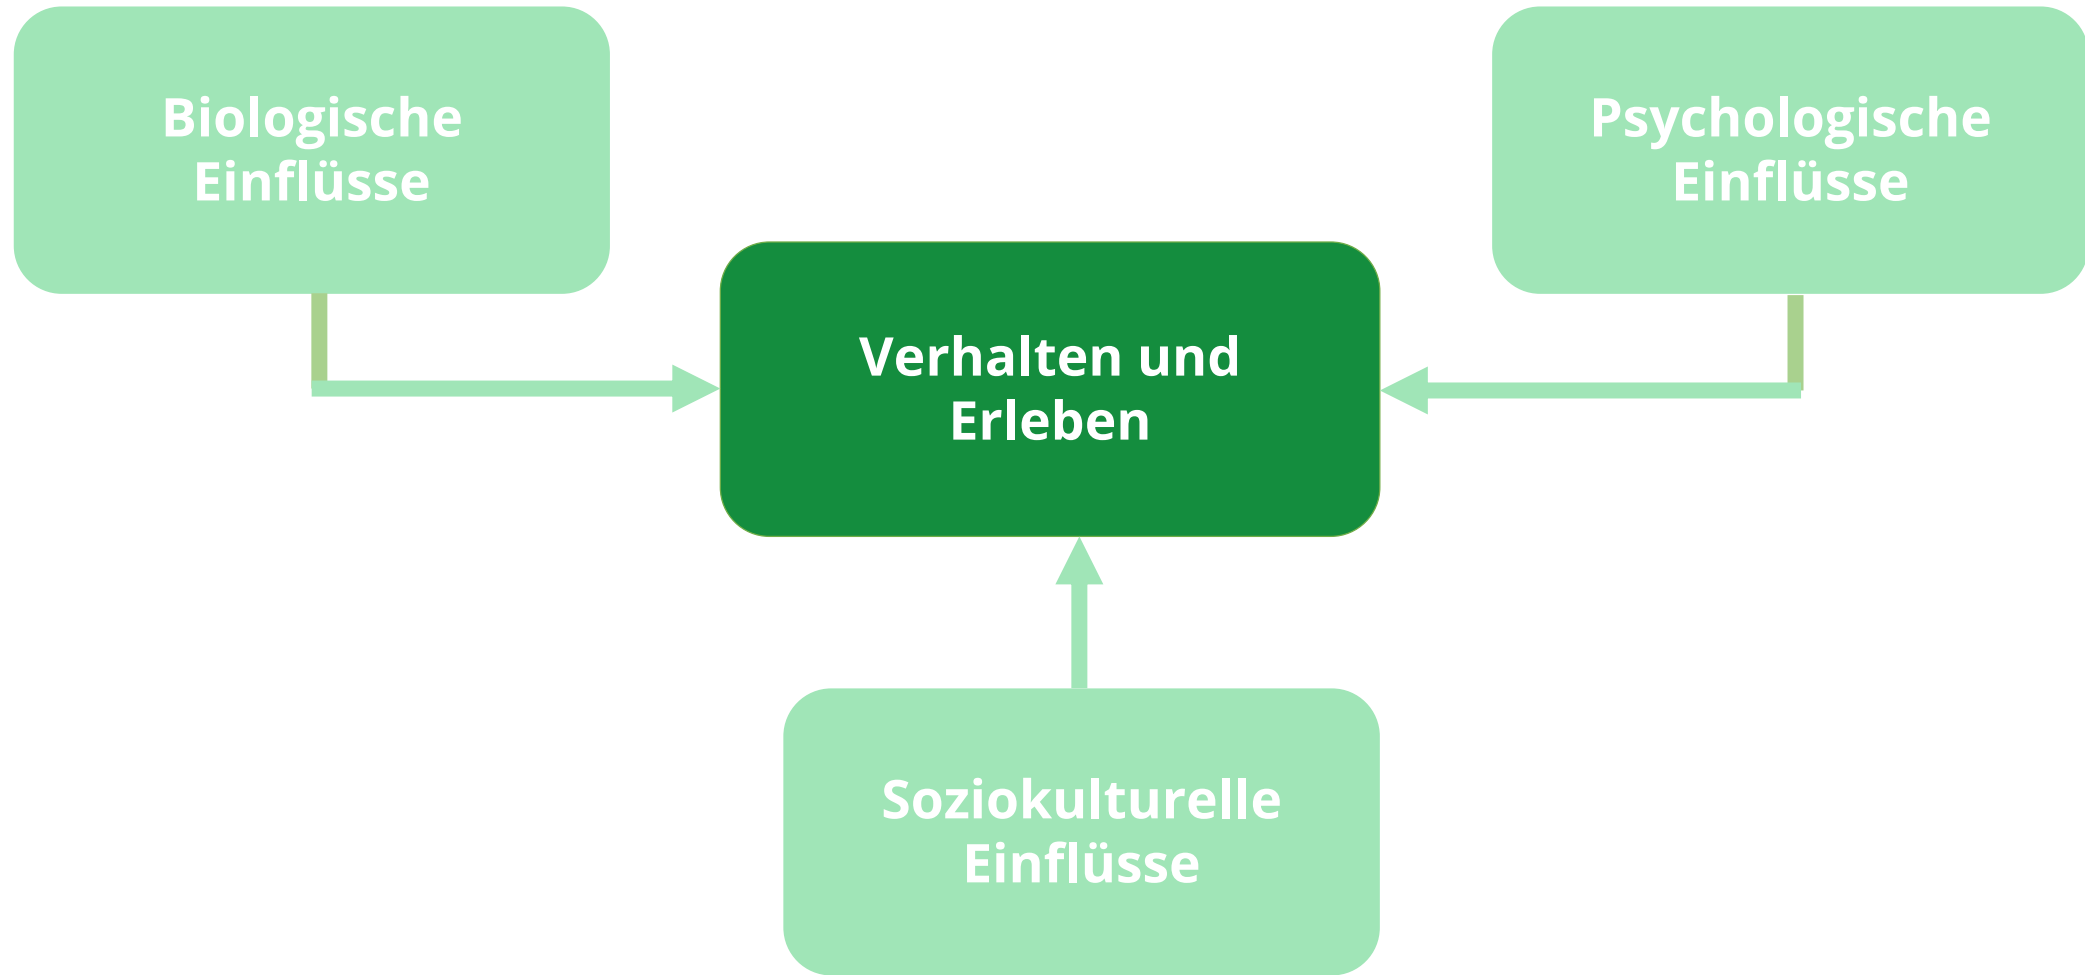 Biologische
Einflüsse
Psychologische
Einflüsse
Verhalten und
Erleben
Soziokulturelle
Einflüsse